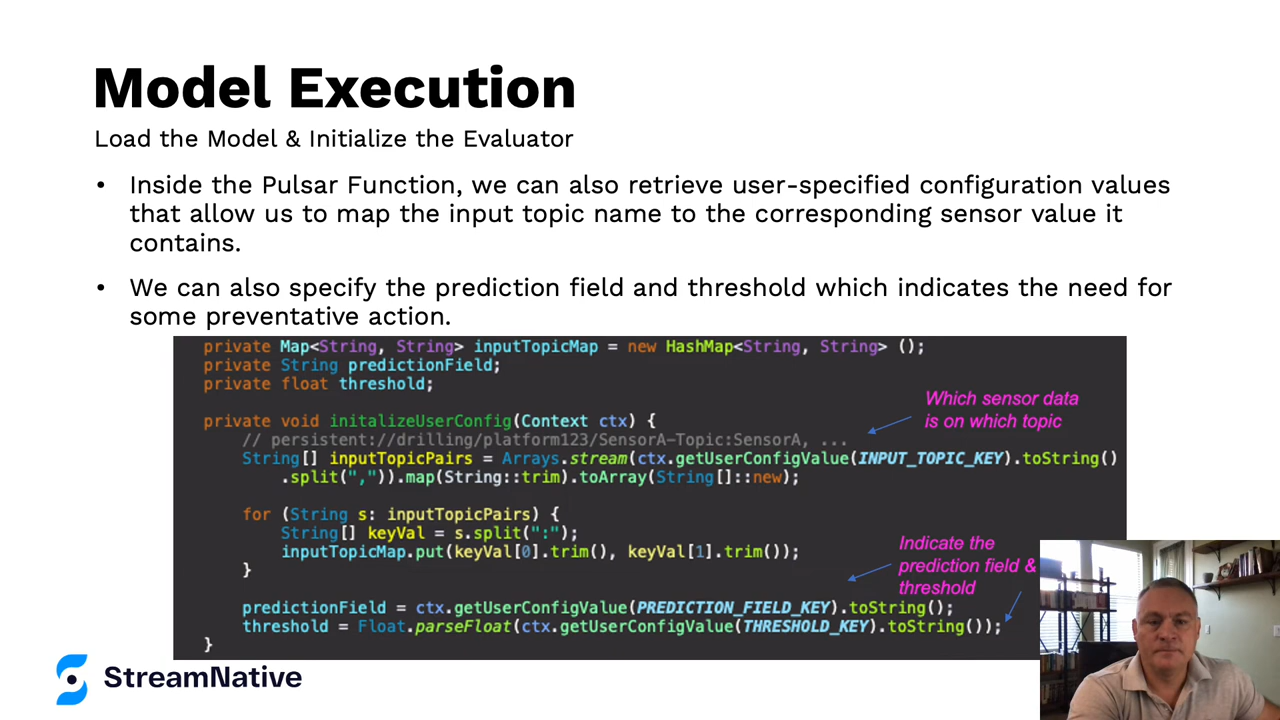 Model Execution
Load the Model & Initialize the Evaluator
• Inside the Pulsar Function, we can also retrieve user-specified configuration values
that allow us to map the input topic name to the corresponding sensor value it
contains.
• We can also specify the prediction field and threshold which indicates the need for
some preventative action.
private Map<String, String> inputTopicMap = new HashMap<String, String> ();
private String predictionField;
private float threshold;
private void initalizeUserConfig(Context ctx) {
// persistent://drilling/platform123/SensorA-Topic:SensorA, ...
Which sensor data
is on which topic
String[] inputTopicPairs = Arrays.stream(ctx.getUserConfigValue(INPUT_TOPIC_KEY).toString()
.split(",")).map(String::trim).toArray(String[]::new);
for (String s: inputTopicPairs) {
String[] keyVal = s.split(":");
inputTopicMap.put(keyVal[0].trim(), keyVal[1].trim());
}
Indicate the
prediction field &
threshold
predictionField = ctx.getUserConfigValue(PREDICTION_FIELD_KEY).toString();
threshold = Float.parseFloat(ctx.getUserConfigValue(THRESHOLD_KEY).toString());
}
StreamNative